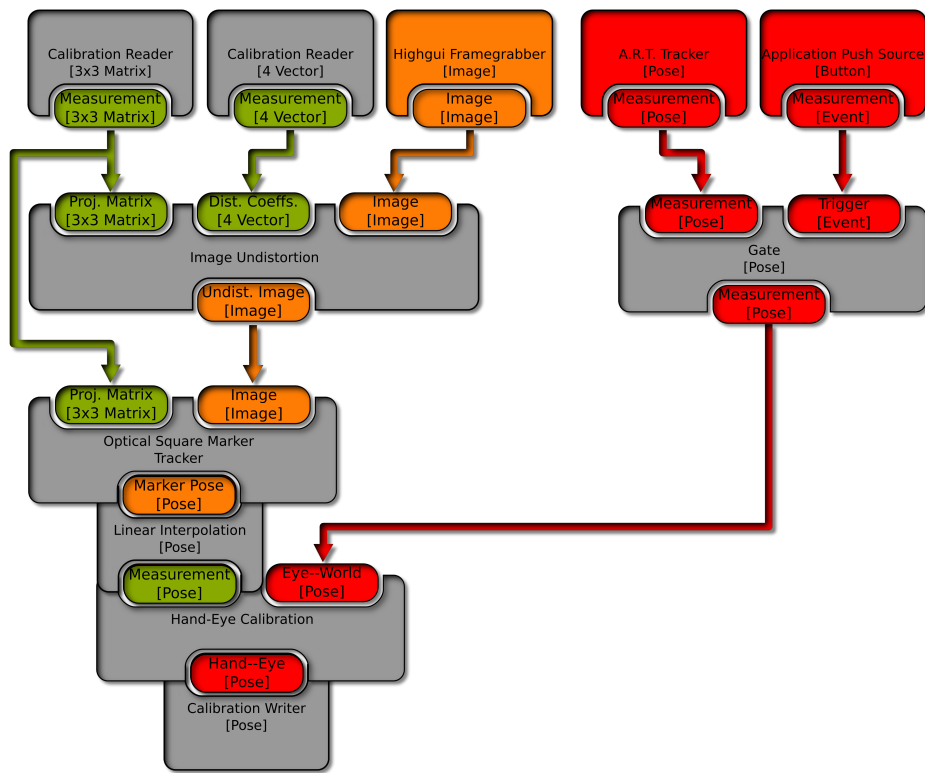 Calibration Reader
[3x3 Matrix]
Measurement
[3x3 Matrix]
Calibration Reader
[4 Vector]
Measurement
[4 Vector]
Highgui Framegrabber
[Image]
Image
[Image]
A.R.T. Tracker
[Pose]
Measurement
[Pose]
Application Push Source
[Button]
Measurement
[Event]
Proj. Matrix
[3x3 Matrix]
Dist. Coeffs.
[4 Vector]
Image
[Image]
Image Undistortion
Undist. Image
[Image]
Measurement
[Pose]
Trigger
[Event]
Gate
[Pose]
Measurement
[Pose]
Proj. Matrix
[3x3 Matrix]
Image
[Image]
Optical Square Marker
Tracker
Marker Pose
[Pose]
Linear Interpolation
[Pose]
Measurement
[Pose]
Eye--World
[Pose]
Hand-Eye Calibration
Hand--Eye
[Pose]
Calibration Writer
[Pose]